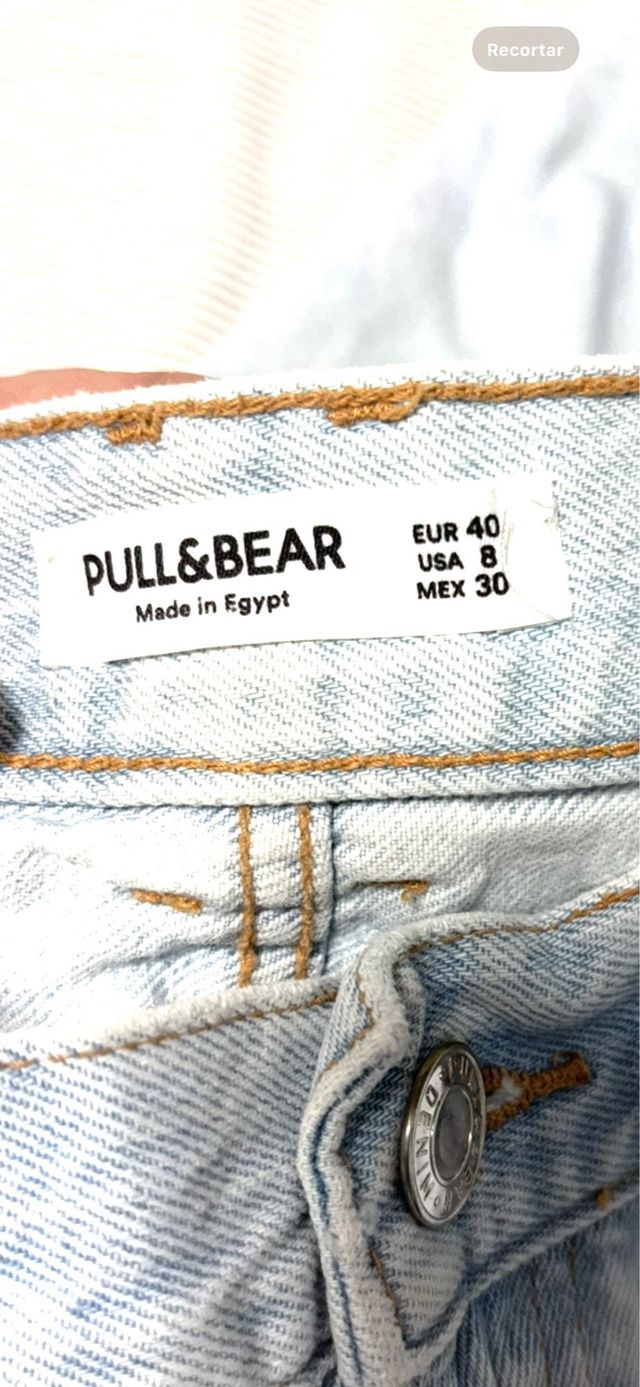 Recortar
PULL&BEAR
Made in Egypt
EUR 40
USA 8
MEX 30